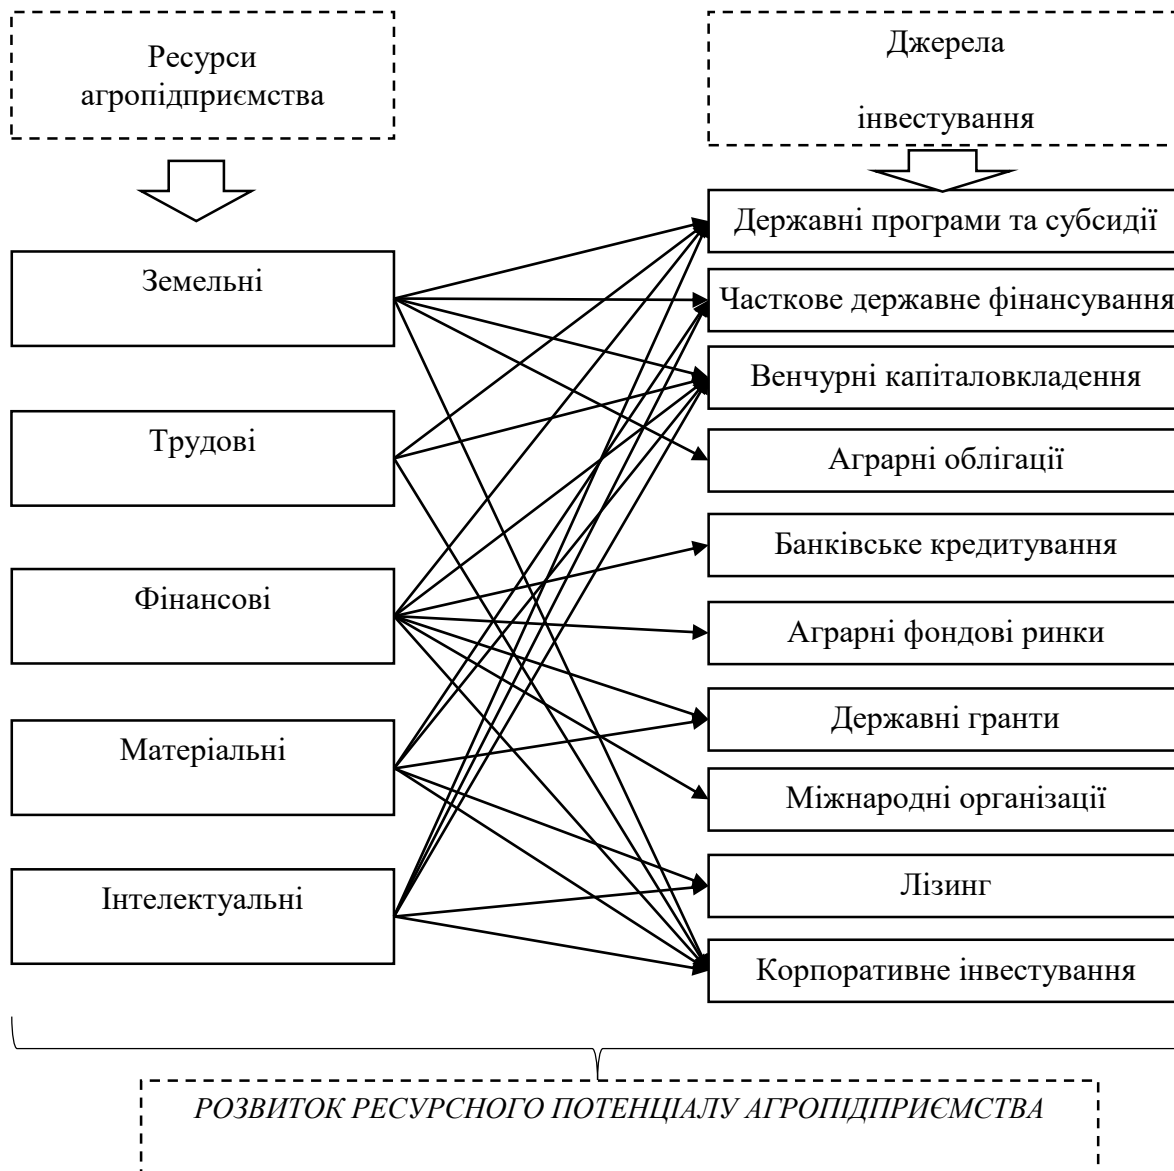 Ресурси
агропідприємства
Джерела
інвестування
Земельні
Трудові
Фінансові
Матеріальні
Інтелектуальні
Державні програми та субсидії
Часткове державне фінансування
Венчурні капіталовкладення
Аграрні облігації
Банківське кредитування
Аграрні фондові ринки
Державні гранти
Міжнародні організації
Лізинг
Корпоративне інвестування
РОЗВИТОК РЕСУРСНОГО ПОТЕНЦІАЛУ АГРОПІДПРИЄМСТВА